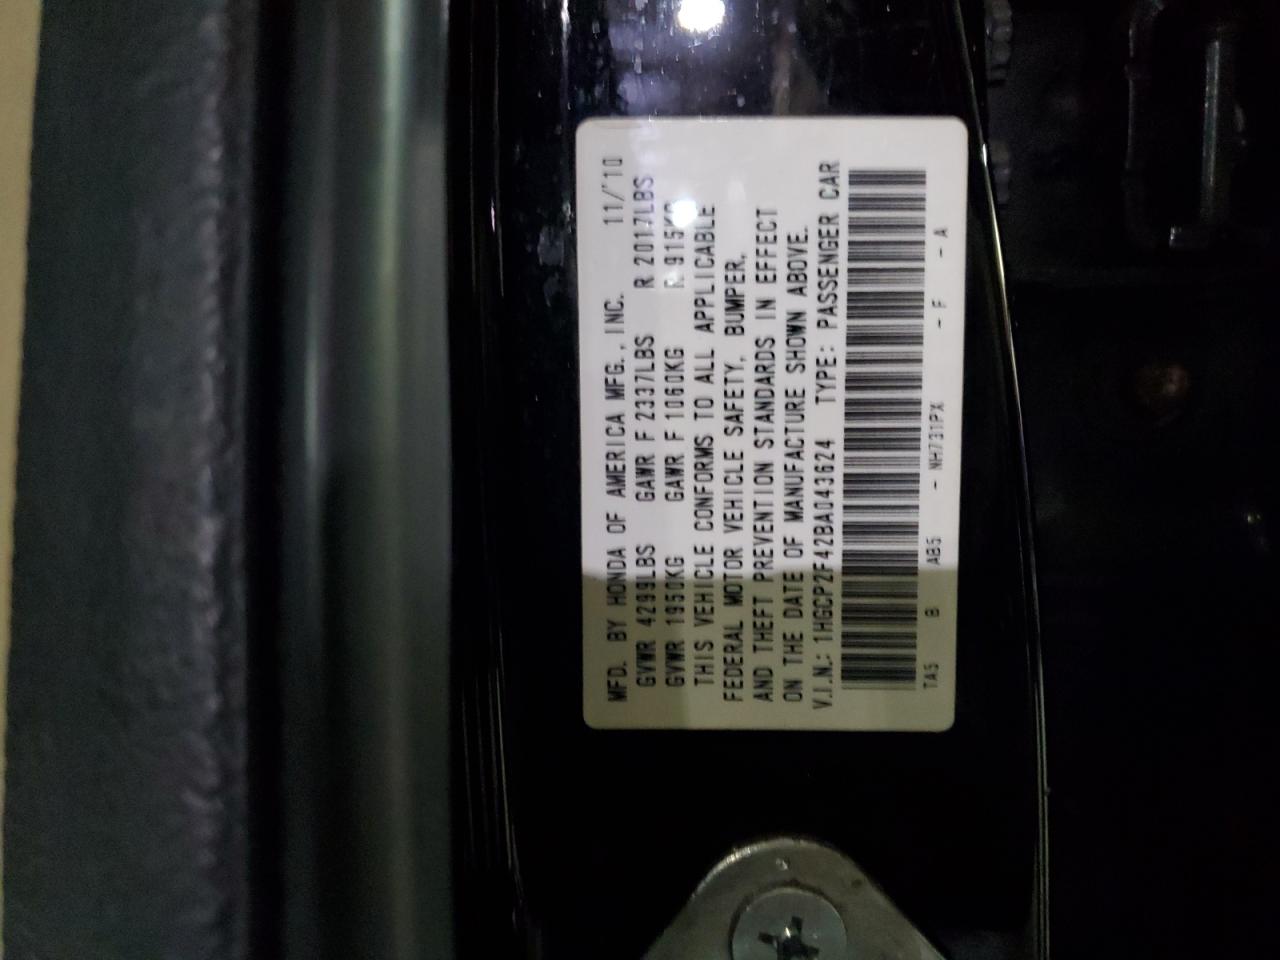 MFD. BY HONDA OF AMERICA MFG., INC. 11/'10
GVWR 4299LBS GAWR F 2337LBS R 2017LBS
GVWR 1950KG GAWR F 1060KG R 915KG
THIS VEHICLE CONFORMS TO ALL APPLICABLE
FEDERAL MOTOR VEHICLE SAFETY, BUMPER,
AND THEFT PREVENTION STANDARDS IN EFFECT
ON THE DATE OF MANUFACTURE SHOWN ABOVE.
V.I.N.: 1HGCP2F42BA043624 TYPE: PASSENGER CAR
TA5 B AB5 - NH731PX - F - A